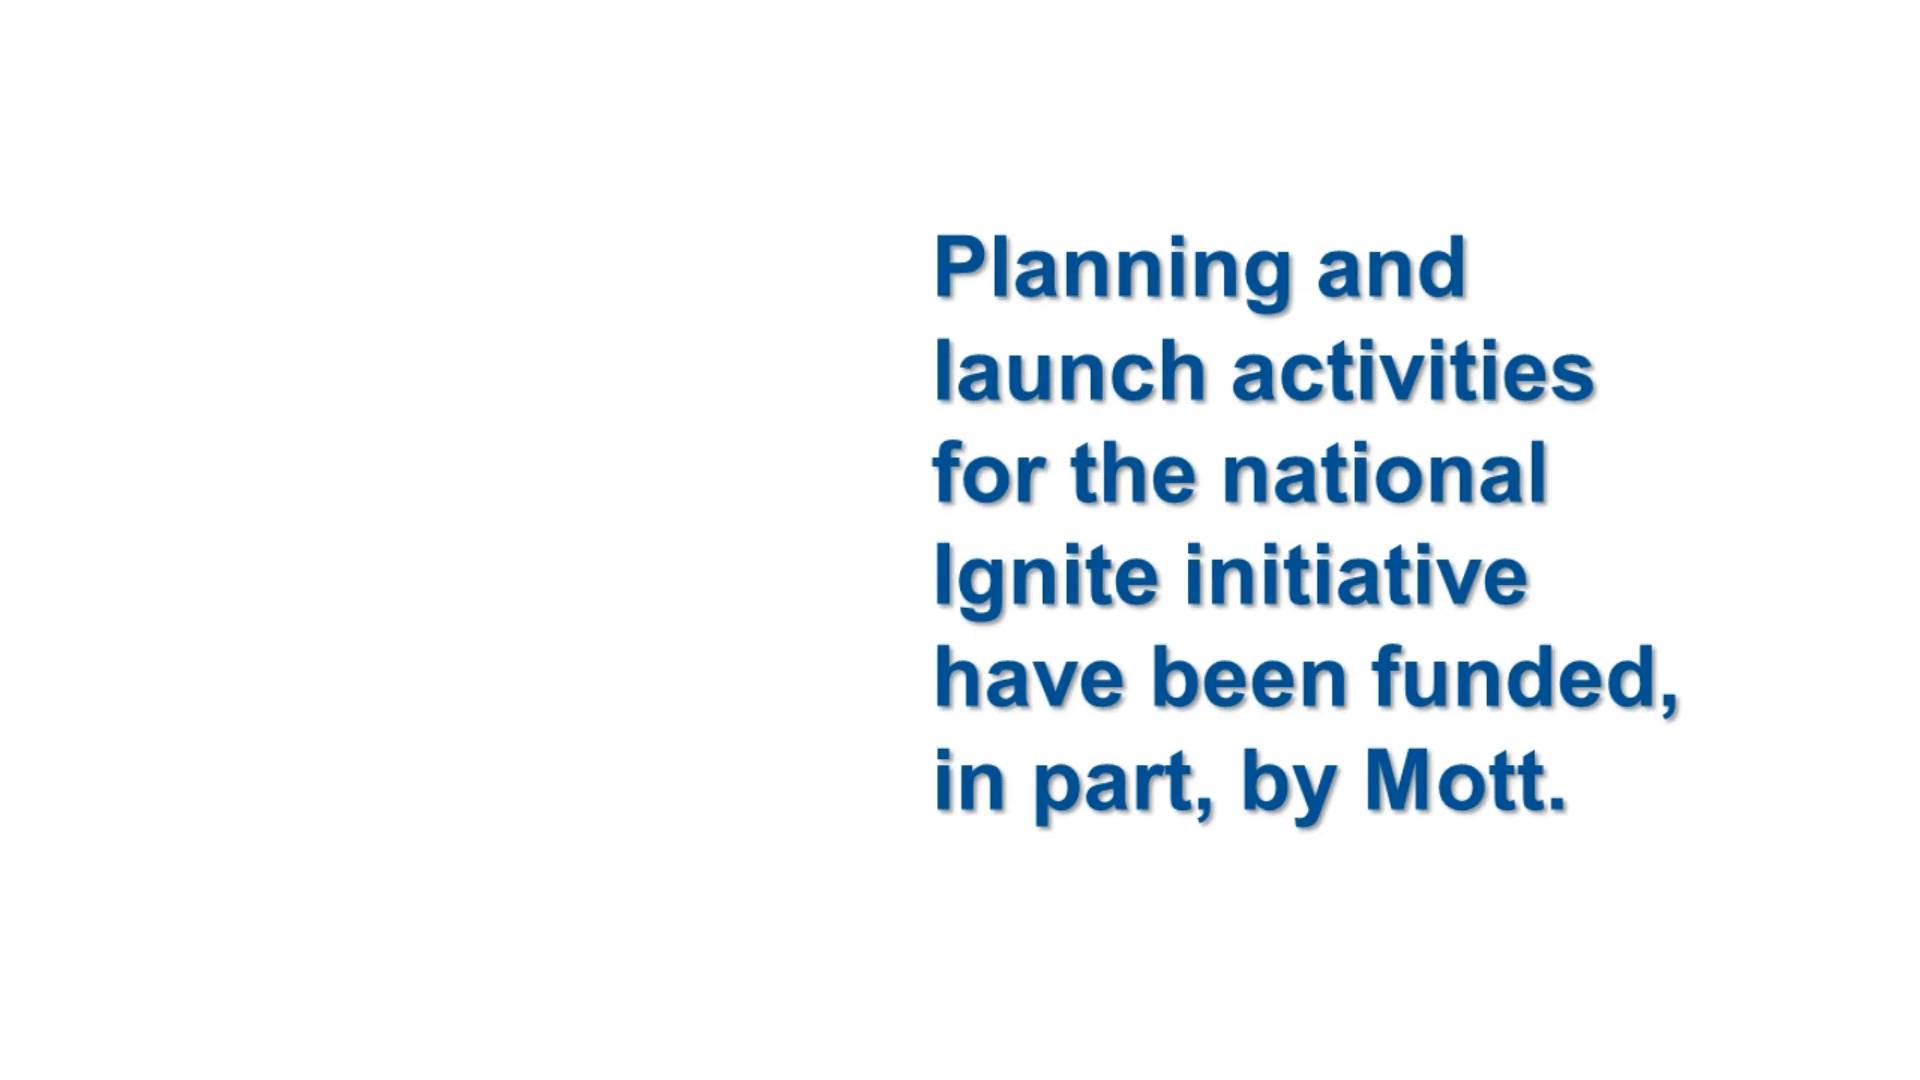 Planning and
launch activities
for the national
Ignite initiative
have been funded,
in part, by Mott.